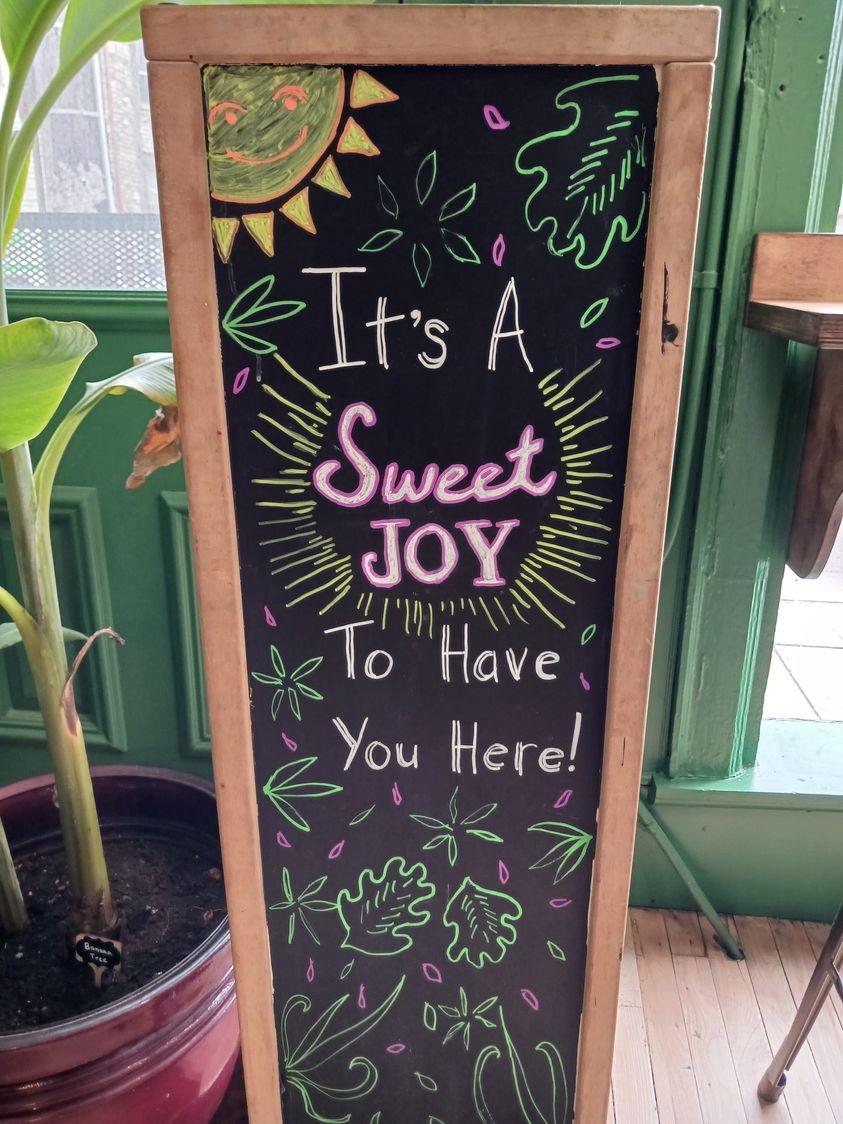 It's A
Sweet
JOY
To Have
You Here!
Banana
Tree